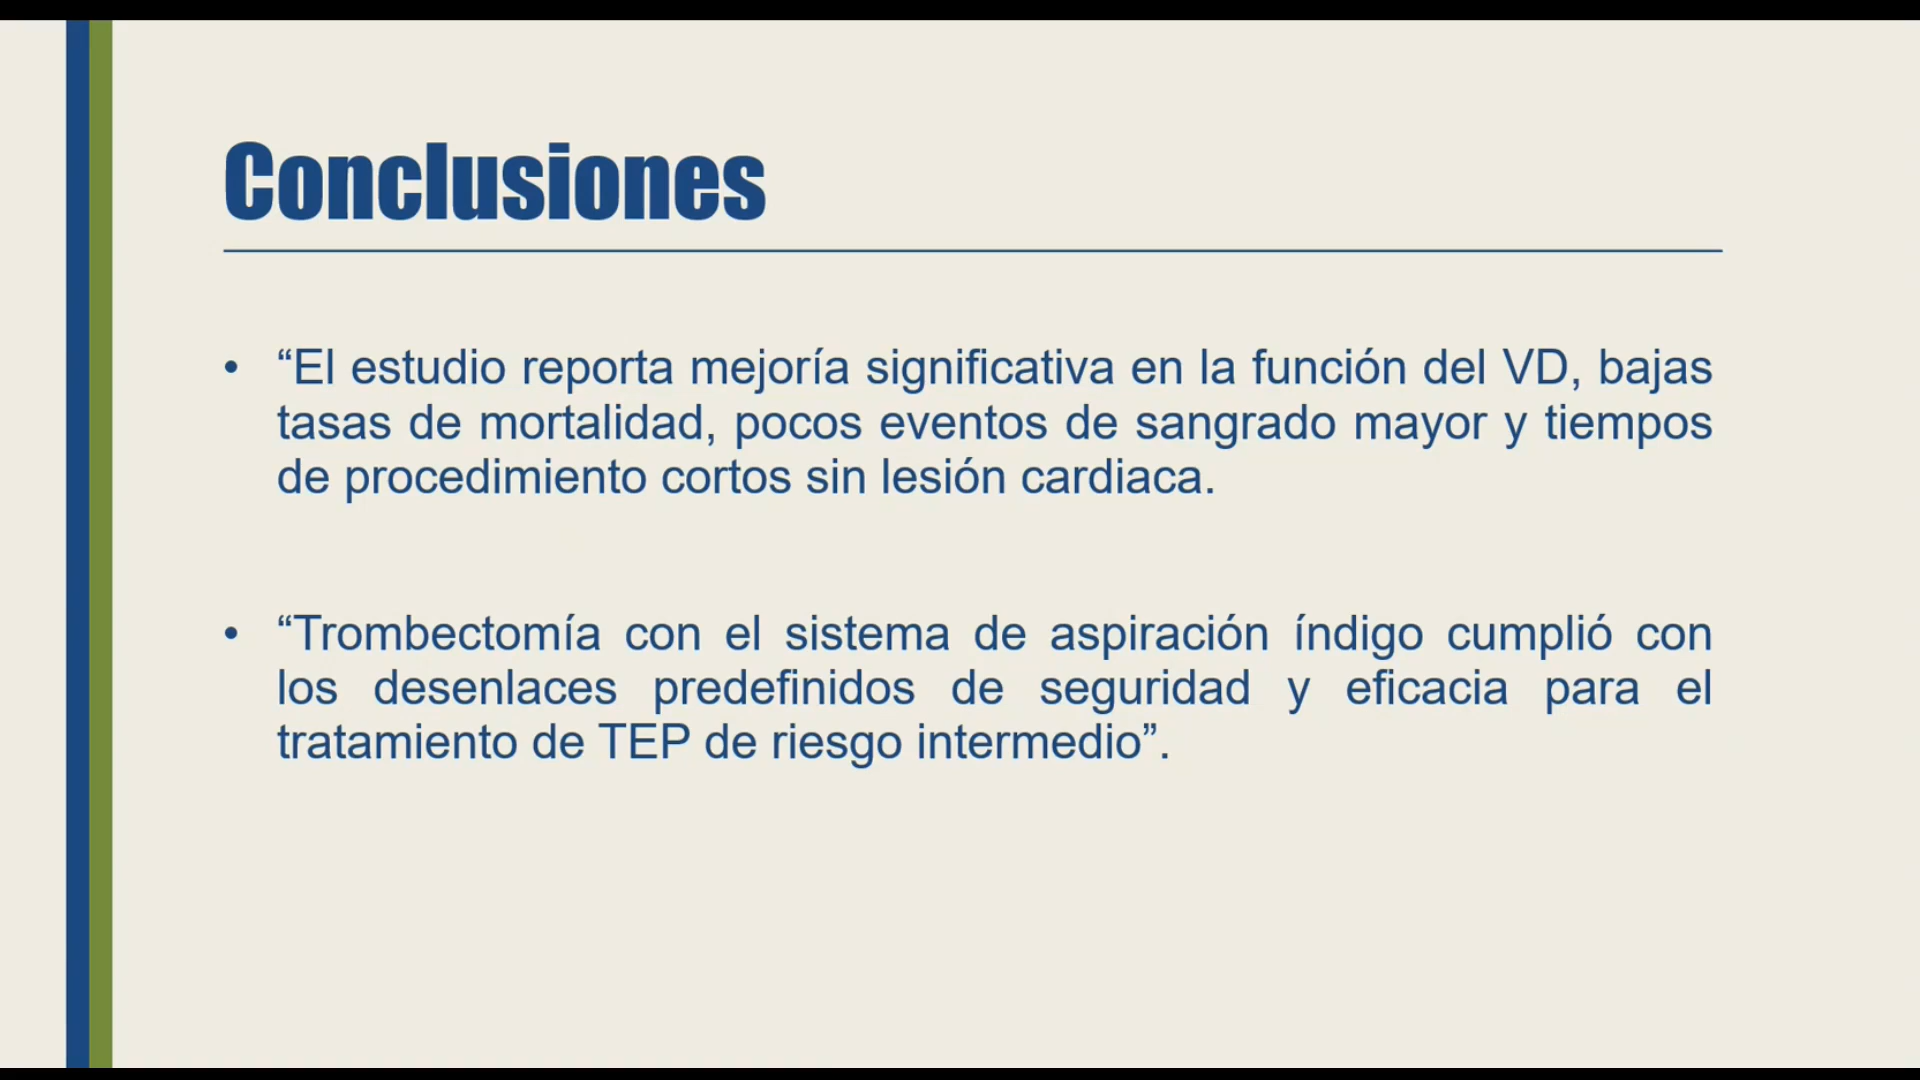 Conclusiones
• “El estudio reporta mejoría significativa en la función del VD, bajas
tasas de mortalidad, pocos eventos de sangrado mayor y tiempos
de procedimiento cortos sin lesión cardiaca.
• “Trombectomía con el sistema de aspiración índigo cumplió con
los desenlaces predefinidos de seguridad y eficacia para el
tratamiento de TEP de riesgo intermedio”.